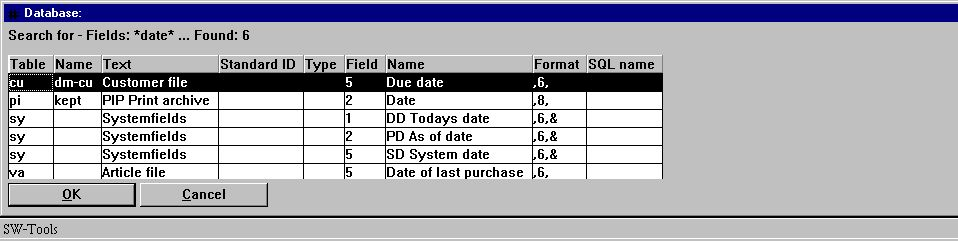 Database:
Search for - Fields: *date* ... Found: 6
Table Name Text Standard ID Type Field Name Format SQL name
cu dm-cu Customer file 5 Due date ,6,
pi kept PIP Print archive 2 Date ,8,
sy Systemfields 1 DD Todays date ,6,&
sy Systemfields 2 PD As of date ,6,&
sy Systemfields 5 SD System date ,6,&
va Article file 5 Date of last purchase ,6,
OK Cancel
SW-Tools